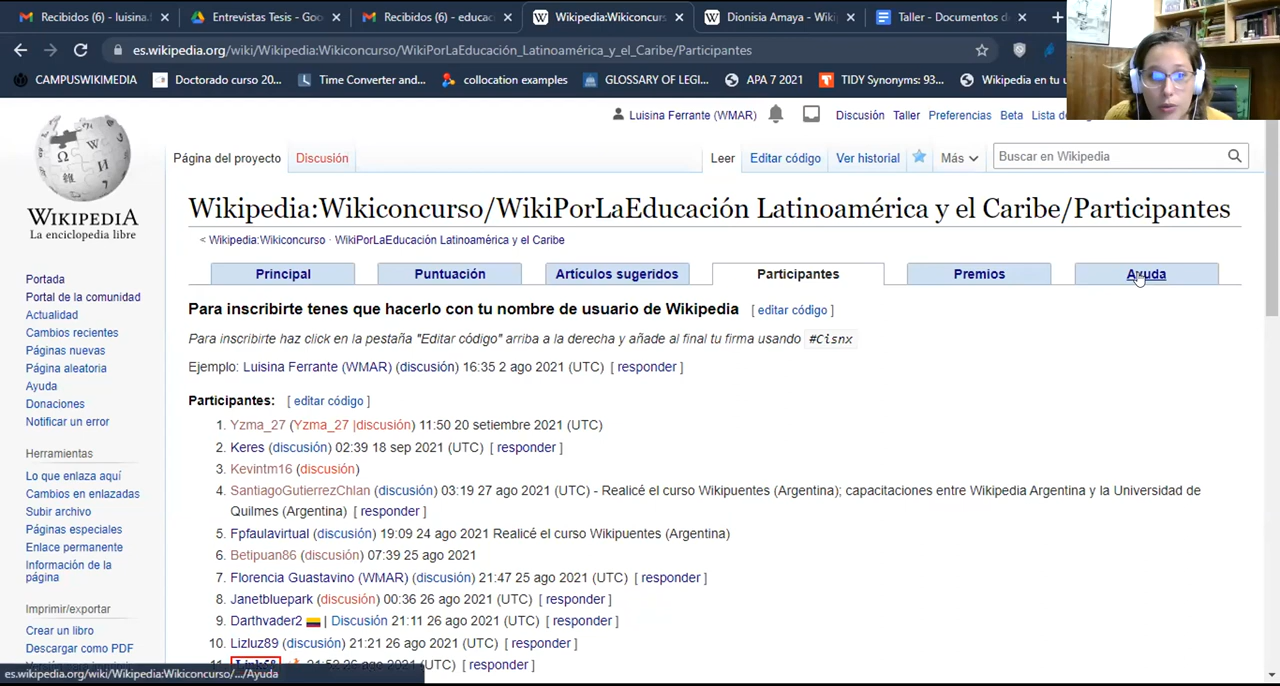 Recibidos (6) - luisina.f
Entrevistas Tesis - Goo
Recibidos (6) - educac
Wikipedia:Wikiconcurs
Dionisia Amaya - Wiki
Taller - Documentos d
es.wikipedia.org/wiki/Wikipedia:Wikiconcurso/WikiPorLaEducación_Latinoamérica_y_el_Caribe/Participantes
CAMPUSWIKIMEDIA
Doctorado curso 20...
Time Converter and...
collocation examples
GLOSSARY OF LEGI...
APA 7 2021
TIDY Synonyms: 93...
Wikipedia en tu u
Luisina Ferrante (WMAR)
Discusión
Taller
Preferencias
Beta
Lista de
Página del proyecto
Discusión
Leer
Editar código
Ver historial
Más
Buscar en Wikipedia
WIKIPEDIA
La enciclopedia libre
Wikipedia:Wikiconcurso/WikiPorLaEducación Latinoamérica y el Caribe/Participantes
< Wikipedia:Wikiconcurso · WikiPorLaEducación Latinoamérica y el Caribe
Principal
Puntuación
Artículos sugeridos
Participantes
Premios
Ayuda
Portada
Portal de la comunidad
Actualidad
Cambios recientes
Páginas nuevas
Página aleatoria
Ayuda
Donaciones
Notificar un error
Herramientas
Lo que enlaza aquí
Cambios en enlazadas
Subir archivo
Páginas especiales
Enlace permanente
Información de la
página
Imprimir/exportar
Crear un libro
Descargar como PDF
Para inscribirte tenes que hacerlo con tu nombre de usuario de Wikipedia [ editar código ]
Para inscribirte haz click en la pestaña "Editar código" arriba a la derecha y añade al final tu firma usando #Cisnx
Ejemplo: Luisina Ferrante (WMAR) (discusión) 16:35 2 ago 2021 (UTC) [ responder ]
Participantes: [ editar código ]
1. Yzma_27 (Yzma_27 |discusión) 11:50 20 setiembre 2021 (UTC)
2. Keres (discusión) 02:39 18 sep 2021 (UTC) [ responder ]
3. Kevintm16 (discusión)
4. SantiagoGutierrezChlan (discusión) 03:19 27 ago 2021 (UTC) - Realicé el curso Wikipuentes (Argentina); capacitaciones entre Wikipedia Argentina y la Universidad de
Quilmes (Argentina) [ responder ]
5. Fpfaulavirtual (discusión) 19:09 24 ago 2021 Realicé el curso Wikipuentes (Argentina)
6. Betipuan86 (discusión) 07:39 25 ago 2021
7. Florencia Guastavino (WMAR) (discusión) 21:47 25 ago 2021 (UTC) [ responder ]
8. Janetbluepark (discusión) 00:36 26 ago 2021 (UTC) [ responder ]
9. Darthvader2 | Discusión 21:11 26 ago 2021 (UTC) [ responder ]
10. Lizluz89 (discusión) 21:21 26 ago 2021 (UTC) [ responder ]
11. Link58 21:52 26 ago 2021 (UTC) [ responder ]
es.wikipedia.org/wiki/Wikipedia:Wikiconcurso/.../Ayuda